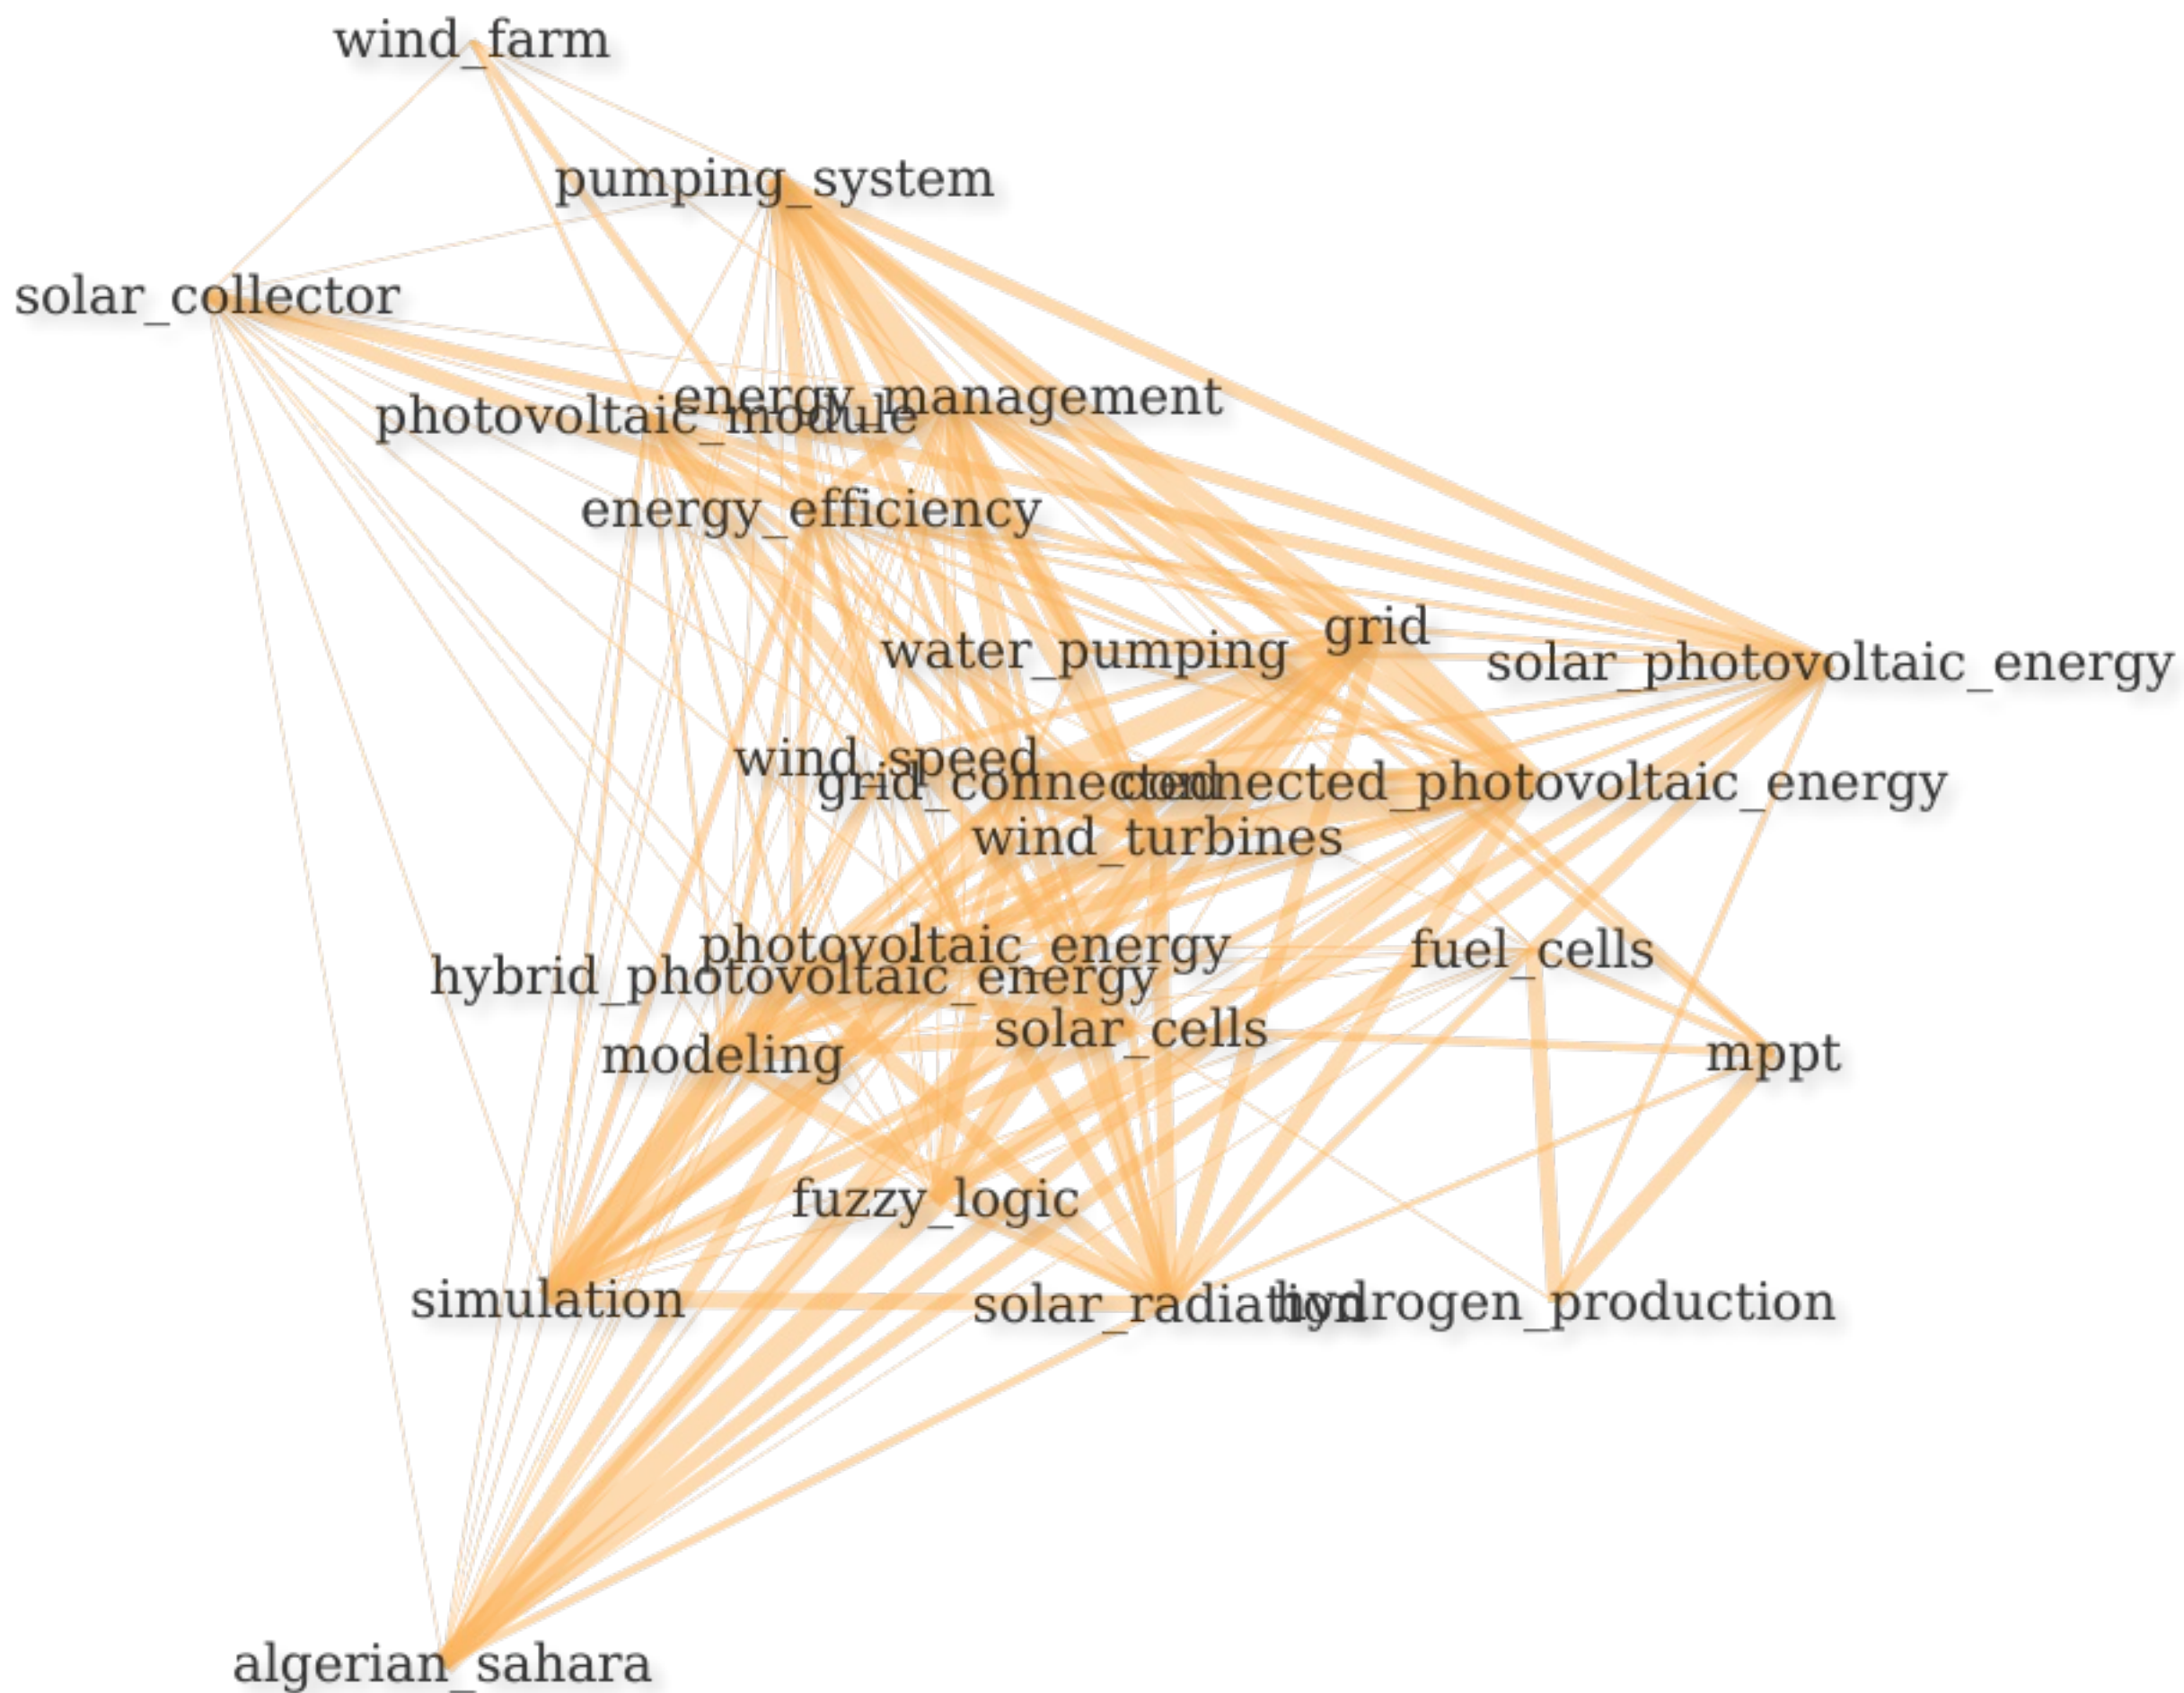 wind_farm
pumping_system
solar_collector
energy_management
photovoltaic_module
energy_efficiency
grid
water_pumping
solar_photovoltaic_energy
wind_speed
grid_connected
connected_photovoltaic_energy
wind_turbines
photovoltaic_energy
fuel_cells
hybrid_photovoltaic_energy
solar_cells
modeling
mppt
fuzzy_logic
simulation
solar_radiation
hydrogen_production
algerian_sahara